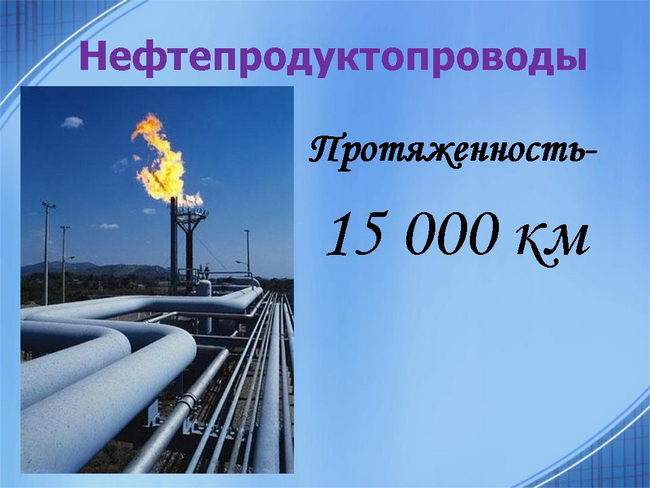 Нефтепродуктопроводы
Протяженность-
15 000 км